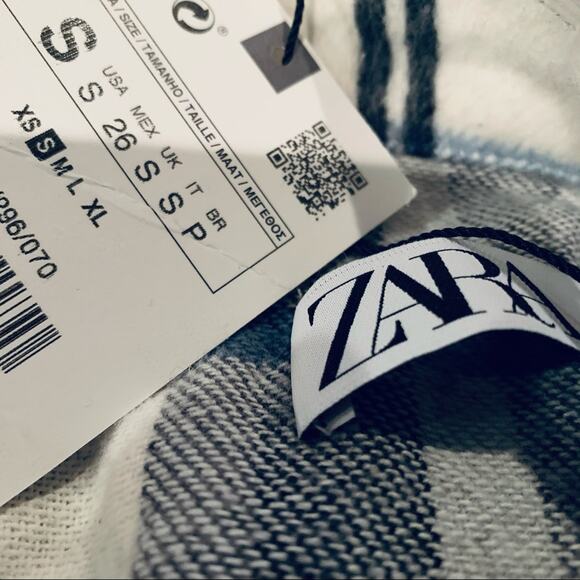 A / SIZE / TAMANHO / TAILLE / MAAT / ΜΕΓΕΘΟΣ
S
USA MEX UK IT BR
S 26 S S P
XS S M L XL
296/070
ZARA